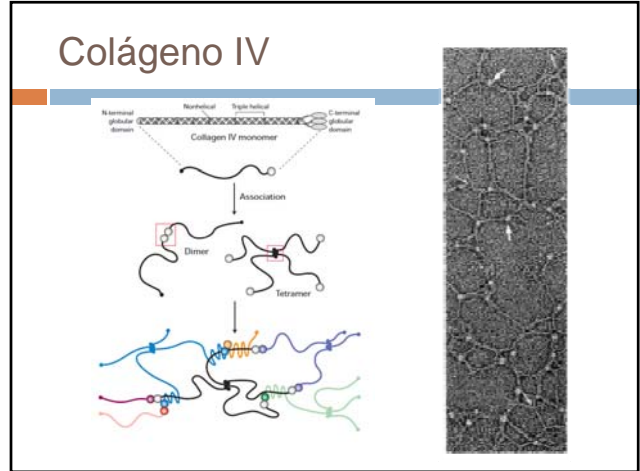 Colágeno IV
Nonhelical
Triple helical
N-terminal
globular
domain
C-terminal
globular
domain
Collagen IV monomer
Association
Dimer
Tetramer